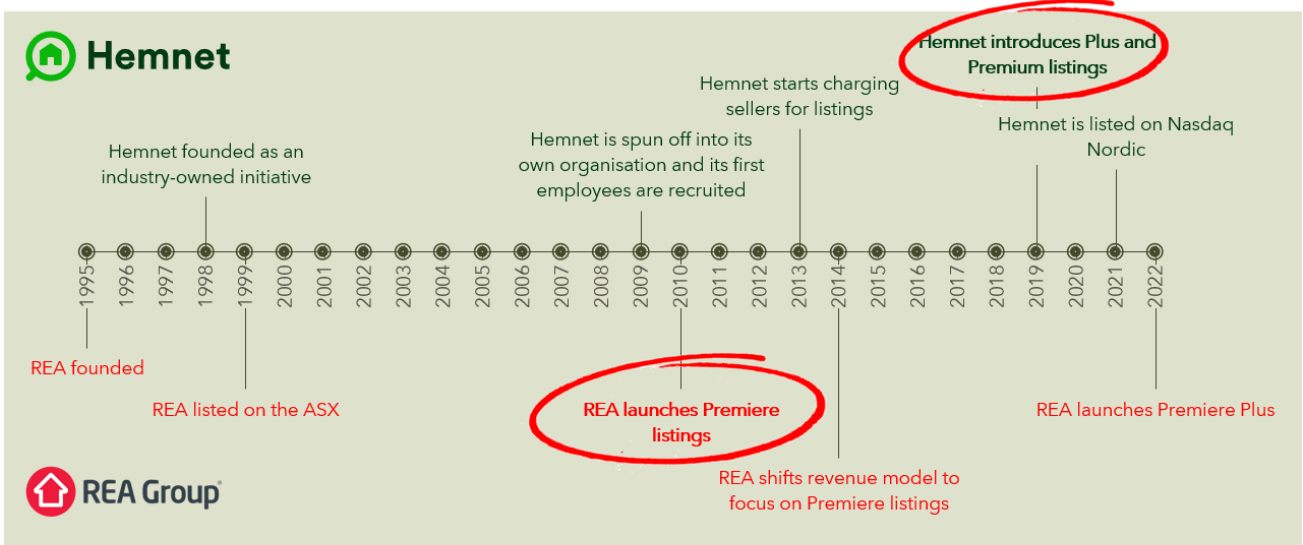 Hemnet
Hemnet introduces Plus and
Premium listings
Hemnet starts charging
sellers for listings
Hemnet is listed on Nasdaq
Nordic
Hemnet is spun off into its
own organisation and its first
employees are recruited
Hemnet founded as an
industry-owned initiative
1995
1996
1997
1998
1999
2000
2001
2002
2003
2004
2005
2006
2007
2008
2009
2010
2011
2012
2013
2014
2015
2016
2017
2018
2019
2020
2021
2022
REA founded
REA listed on the ASX
REA launches Premiere
listings
REA launches Premiere Plus
REA shifts revenue model to
focus on Premiere listings
REA Group